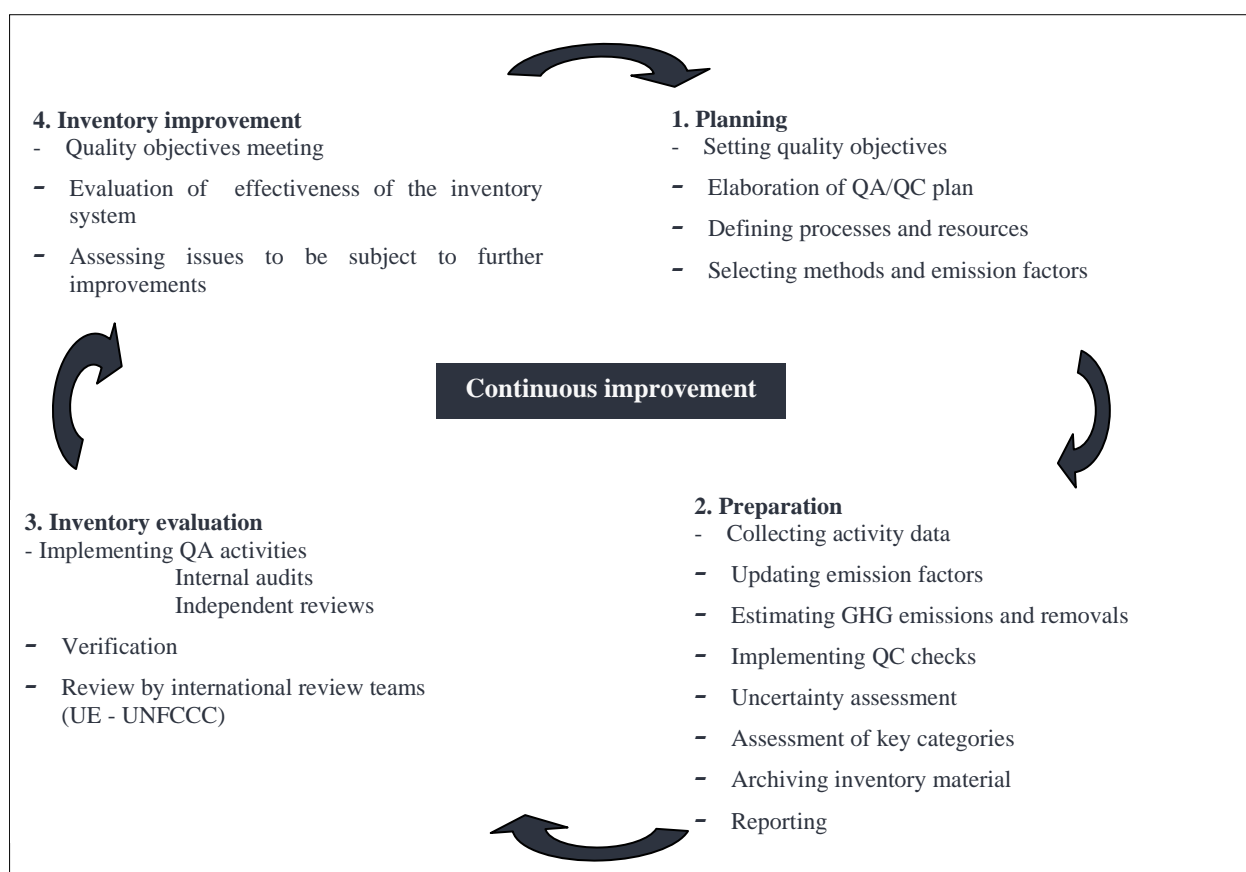 4. Inventory improvement
- Quality objectives meeting
- Evaluation of effectiveness of the inventory
system
- Assessing issues to be subject to further
improvements
1. Planning
- Setting quality objectives
- Elaboration of QA/QC plan
- Defining processes and resources
- Selecting methods and emission factors
Continuous improvement
3. Inventory evaluation
- Implementing QA activities
Internal audits
Independent reviews
- Verification
- Review by international review teams
(UE - UNFCCC)
2. Preparation
- Collecting activity data
- Updating emission factors
- Estimating GHG emissions and removals
- Implementing QC checks
- Uncertainty assessment
- Assessment of key categories
- Archiving inventory material
- Reporting